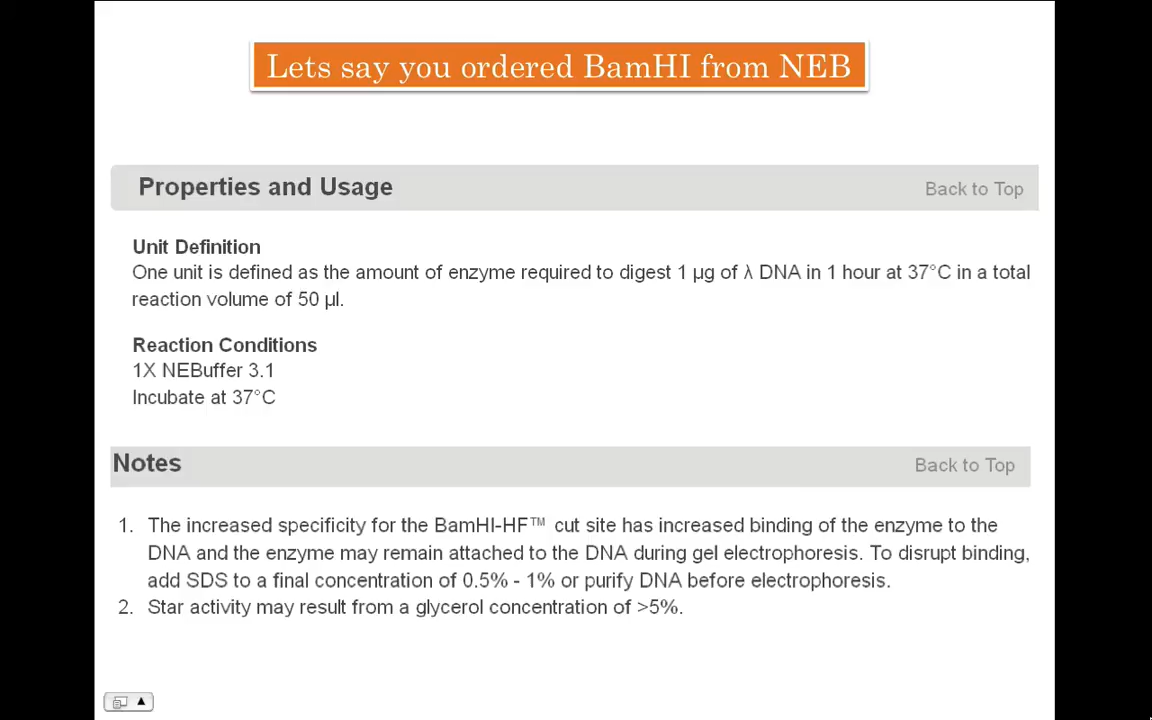 Lets say you ordered BamHI from NEB
Properties and Usage
Back to Top
Unit Definition
One unit is defined as the amount of enzyme required to digest 1 µg of λ DNA in 1 hour at 37°C in a total
reaction volume of 50 µl.
Reaction Conditions
1X NEBuffer 3.1
Incubate at 37°C
Notes
Back to Top
1. The increased specificity for the BamHI-HF™ cut site has increased binding of the enzyme to the
DNA and the enzyme may remain attached to the DNA during gel electrophoresis. To disrupt binding,
add SDS to a final concentration of 0.5% - 1% or purify DNA before electrophoresis.
2. Star activity may result from a glycerol concentration of >5%.